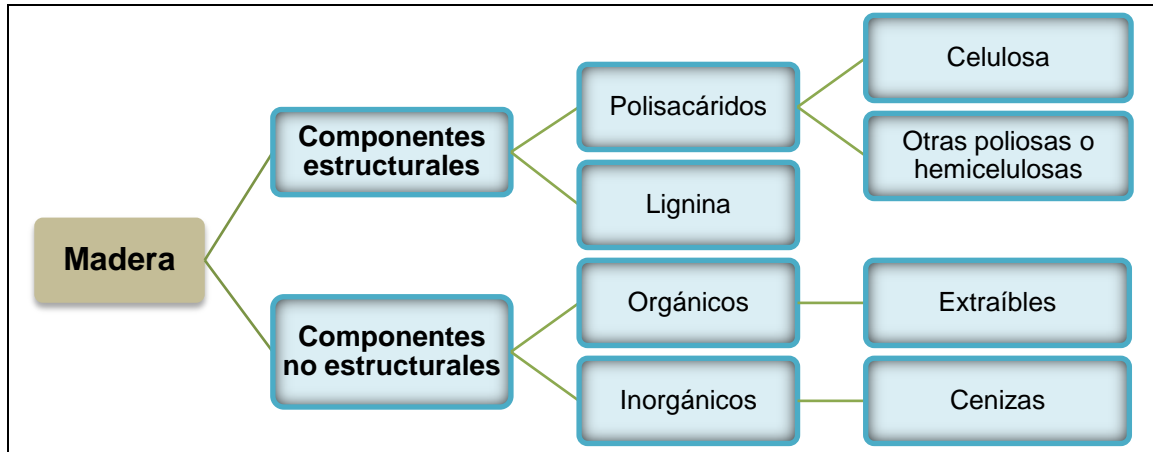 Madera
Componentes
estructurales
Polisacáridos
Celulosa
Otras poliosas o
hemicelulosas
Lignina
Componentes
no estructurales
Orgánicos
Extraíbles
Inorgánicos
Cenizas